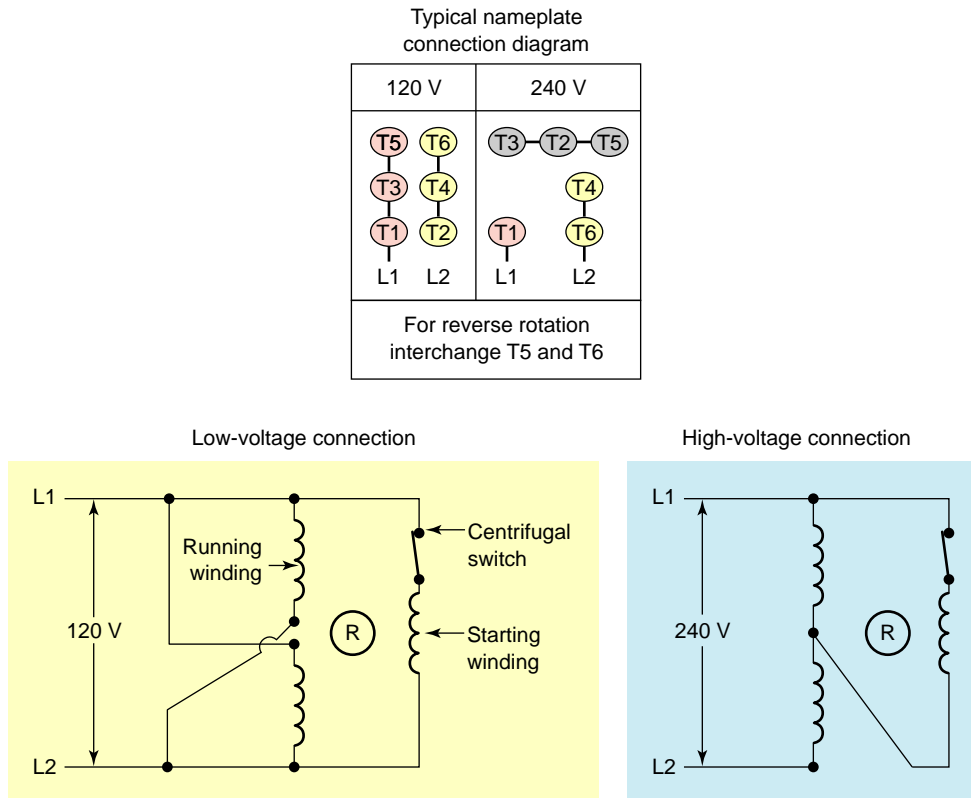 Typical nameplate
connection diagram
120 V 240 V
T5 T6 T3 T2 T5
T3 T4 T4
T1 T2 T1 T6
L1 L2 L1 L2
For reverse rotation
interchange T5 and T6
Low-voltage connection
L1
Running
winding
Centrifugal
switch
120 V
R
Starting
winding
L2
High-voltage connection
L1
240 V
R
L2